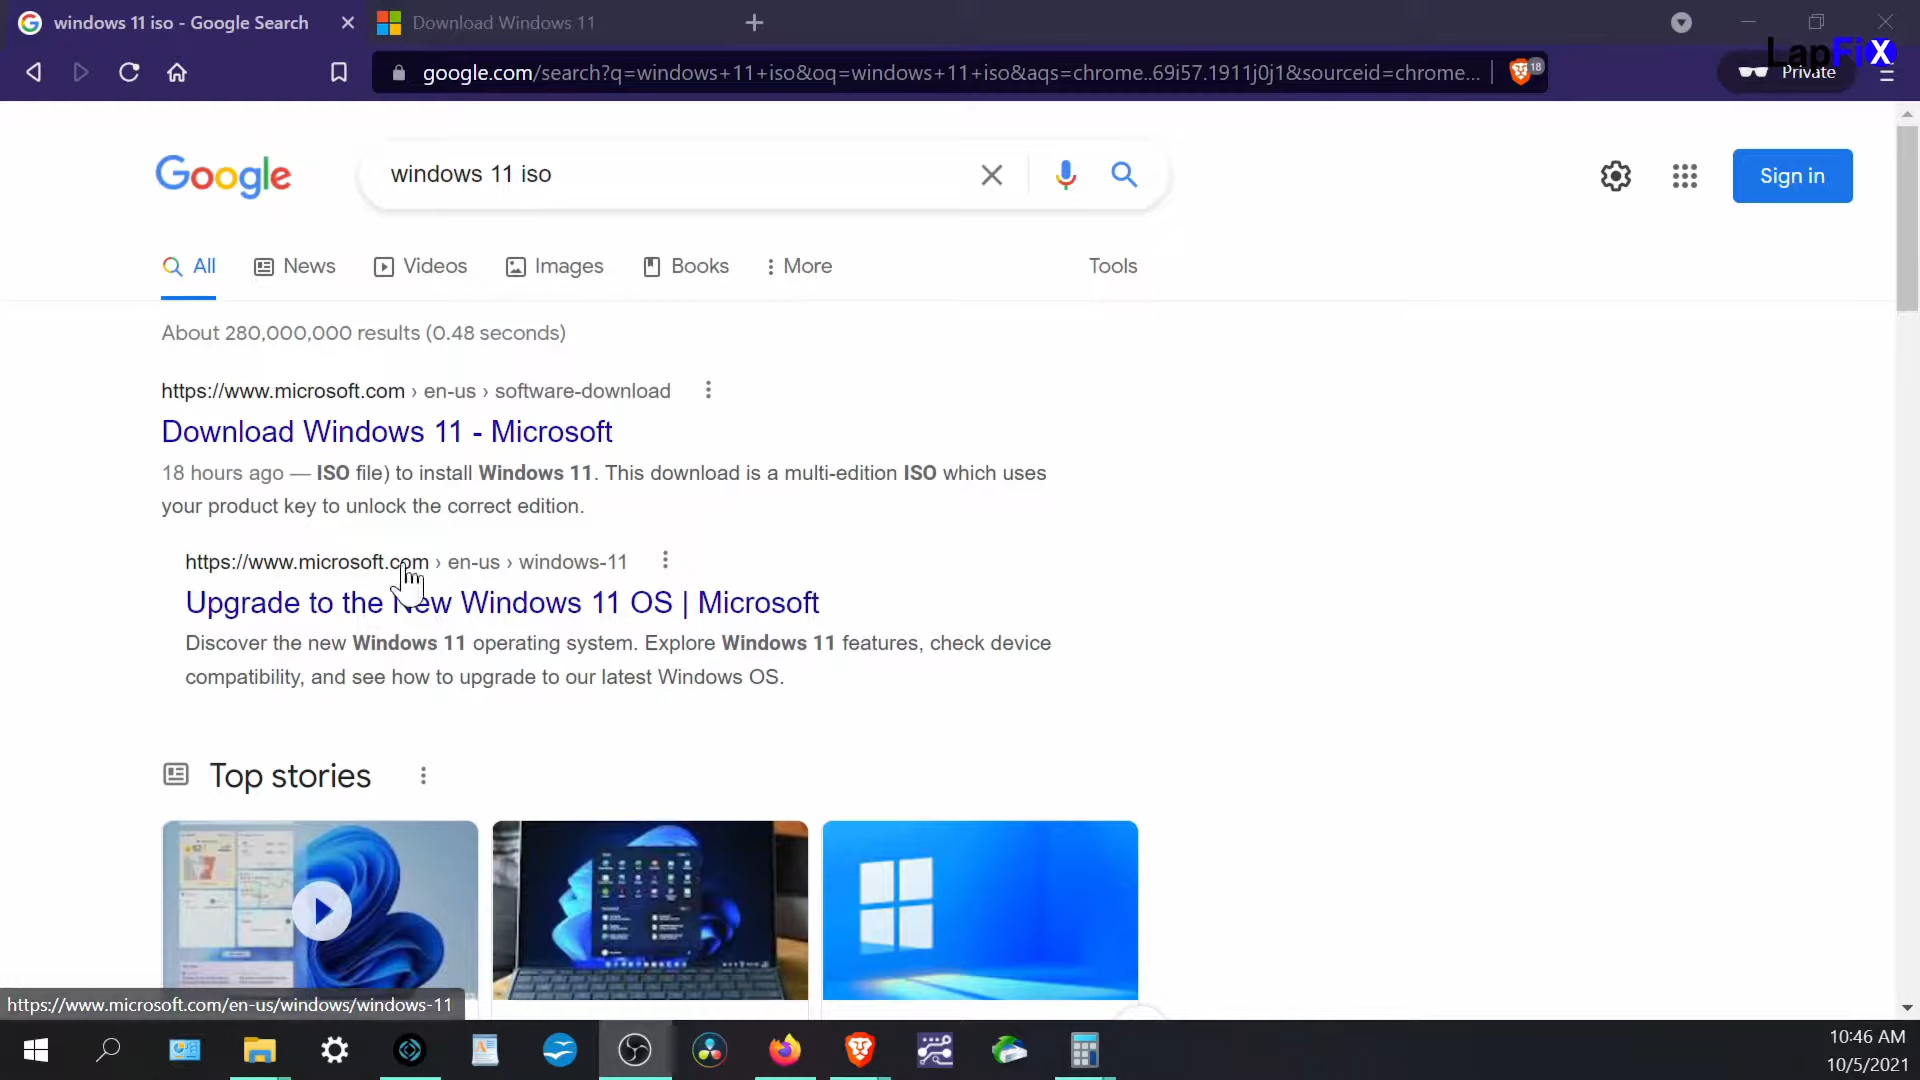 windows 11 iso - Google Search
Download Windows 11
google.com/search?q=windows+11+iso&oq=windows+11+iso&aqs=chrome..69i57.1911j0j1&sourceid=chrome...
18
LapFiX
Private
Google
windows 11 iso
Sign in
All
News
Videos
Images
Books
More
Tools
About 280,000,000 results (0.48 seconds)
https://www.microsoft.com › en-us › software-download
Download Windows 11 - Microsoft
18 hours ago — ISO file) to install Windows 11. This download is a multi-edition ISO which uses
your product key to unlock the correct edition.
https://www.microsoft.com › en-us › windows-11
Upgrade to the New Windows 11 OS | Microsoft
Discover the new Windows 11 operating system. Explore Windows 11 features, check device
compatibility, and see how to upgrade to our latest Windows OS.
Top stories
https://www.microsoft.com/en-us/windows/windows-11
10:46 AM
10/5/2021